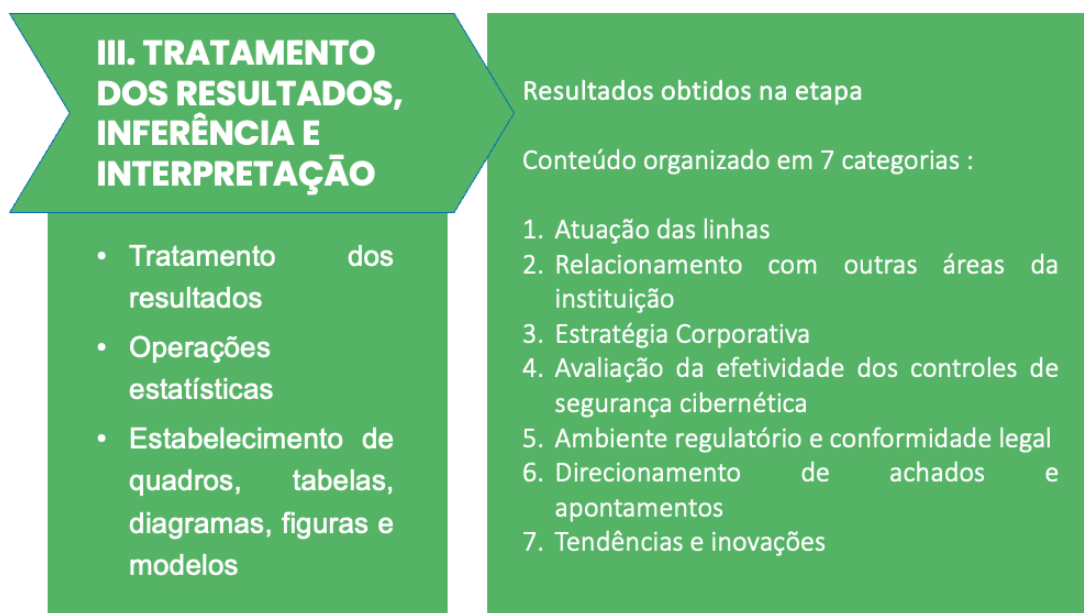 III. TRATAMENTO
DOS RESULTADOS,
INFERÊNCIA E
INTERPRETAÇÃO
• Tratamento dos
resultados
• Operações
estatísticas
• Estabelecimento de
quadros, tabelas,
diagramas, figuras e
modelos
Resultados obtidos na etapa
Conteúdo organizado em 7 categorias :
1. Atuação das linhas
2. Relacionamento com outras áreas da
instituição
3. Estratégia Corporativa
4. Avaliação da efetividade dos controles de
segurança cibernética
5. Ambiente regulatório e conformidade legal
6. Direcionamento de achados e
apontamentos
7. Tendências e inovações